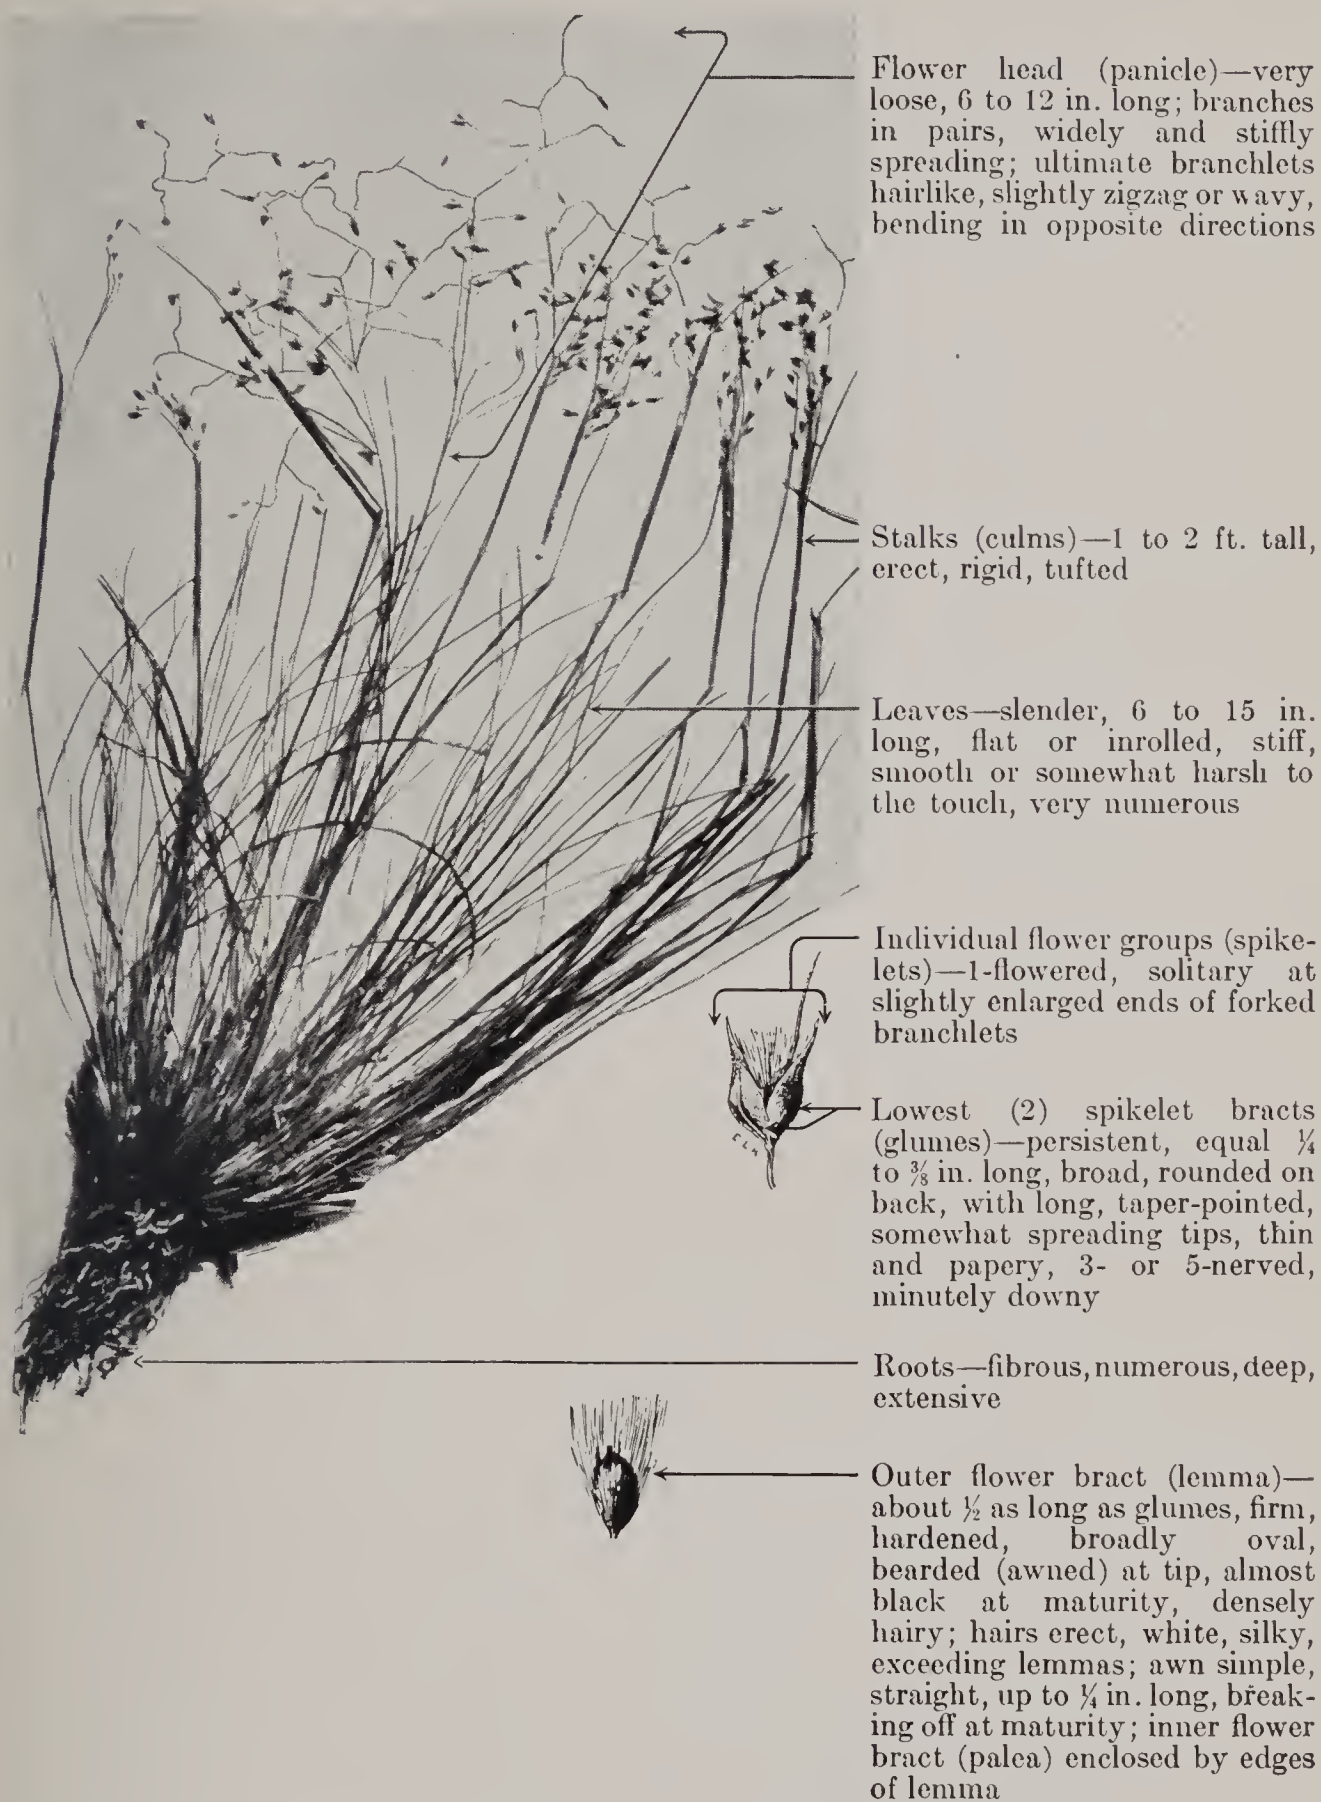 Flower head (panicle)—very
loose, 6 to 12 in. long; branches
in pairs, widely and stiffly
spreading; ultimate branchlets
hairlike, slightly zigzag or wavy,
bending in opposite directions
Stalks (culms)—1 to 2 ft. tall,
erect, rigid, tufted
Leaves—slender, 6 to 15 in.
long, flat or inrolled, stiff,
smooth or somewhat harsh to
the touch, very numerous
Individual flower groups (spike-
lets)—1-flowered, solitary at
slightly enlarged ends of forked
branchlets
C L H
Lowest (2) spikelet bracts
(glumes)—persistent, equal ¼
to ⅜ in. long, broad, rounded on
back, with long, taper-pointed,
somewhat spreading tips, thin
and papery, 3- or 5-nerved,
minutely downy
Roots—fibrous, numerous, deep,
extensive
Outer flower bract (lemma)—
about ½ as long as glumes, firm,
hardened, broadly oval,
bearded (awned) at tip, almost
black at maturity, densely
hairy; hairs erect, white, silky,
exceeding lemmas; awn simple,
straight, up to ¼ in. long, break-
ing off at maturity; inner flower
bract (palea) enclosed by edges
of lemma